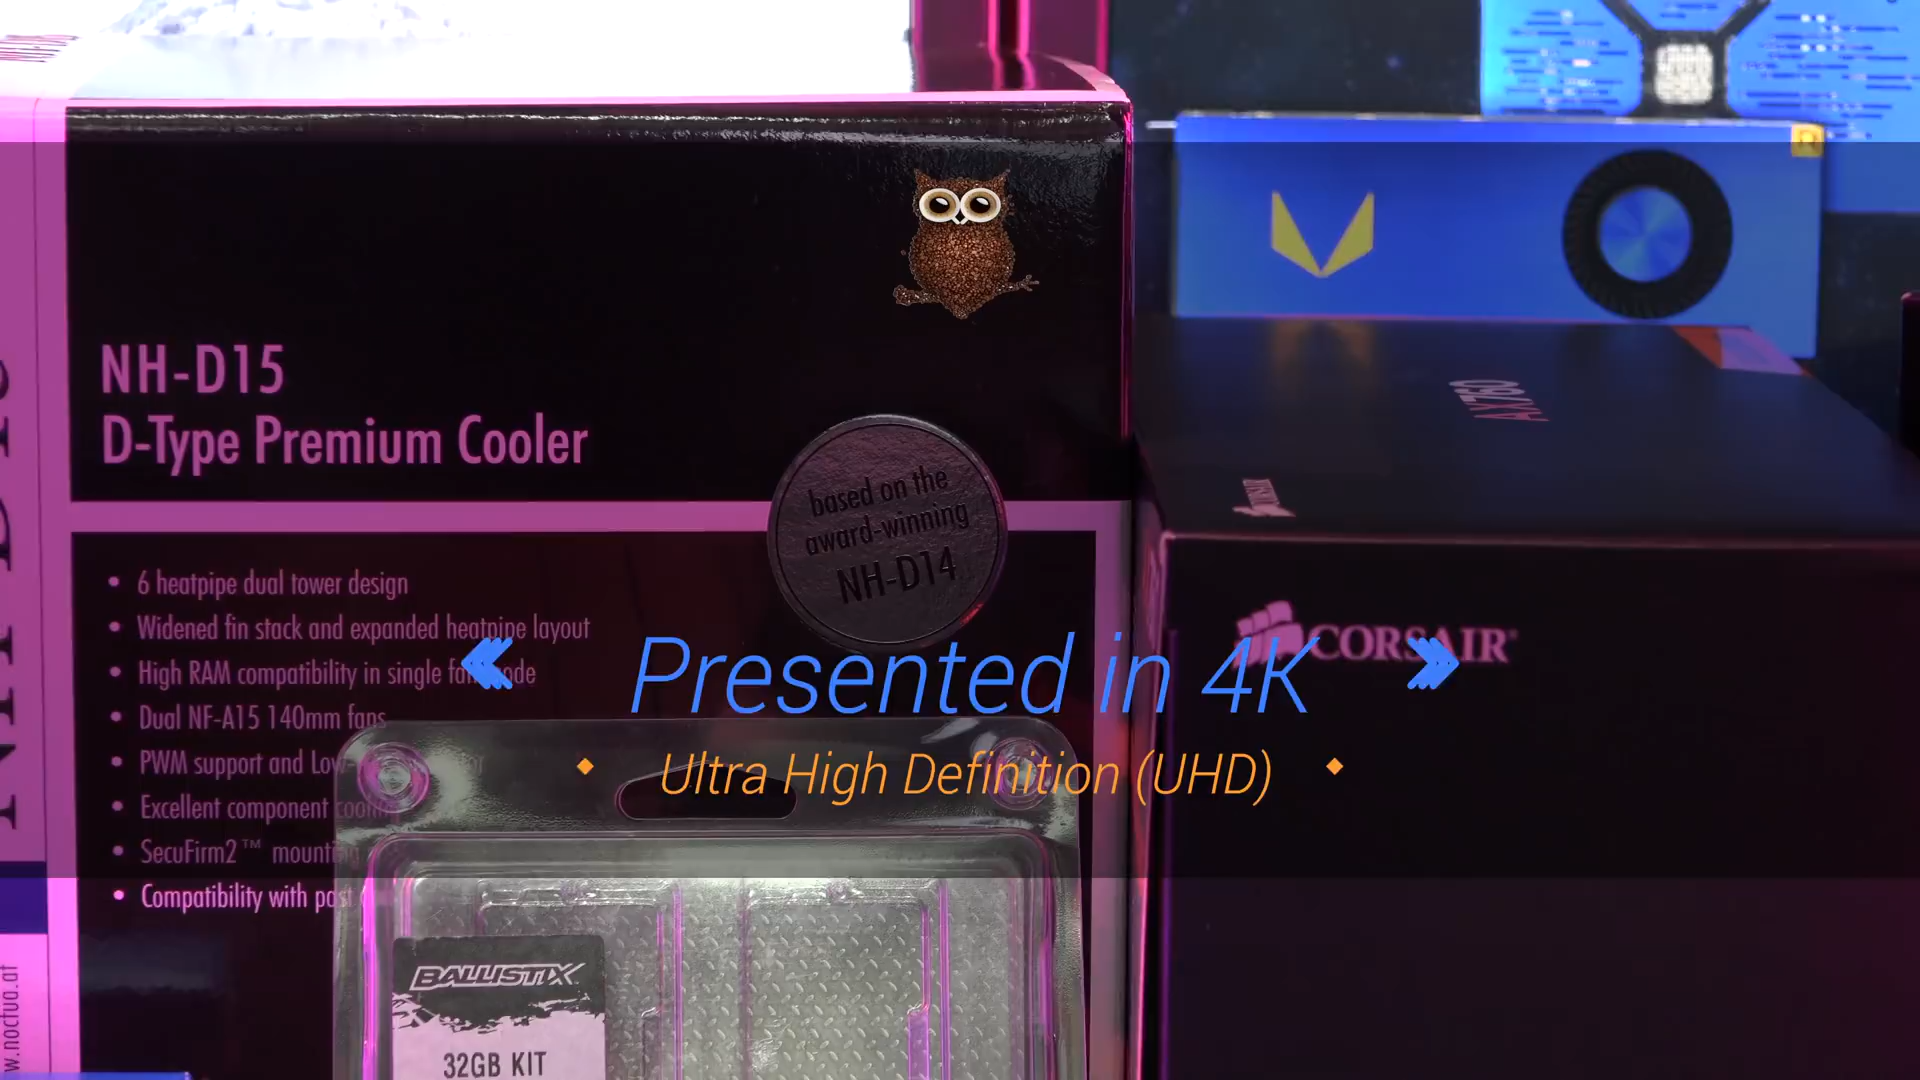 NH-D15
D-Type Premium Cooler
based on the
award-winning
NH-D14
6 heatpipe dual tower design
Widened fin stack and expanded heatpipe layout
High RAM compatibility in single fan mode
Dual NF-A15 140mm fans
PWM support and Low
Excellent component cooling
SecuFirm2™ mounting
Compatibility with past
w.noctua.at
BALLISTIX
32GB KIT
AX760
CORSAIR
Presented in 4K
Ultra High Definition (UHD)